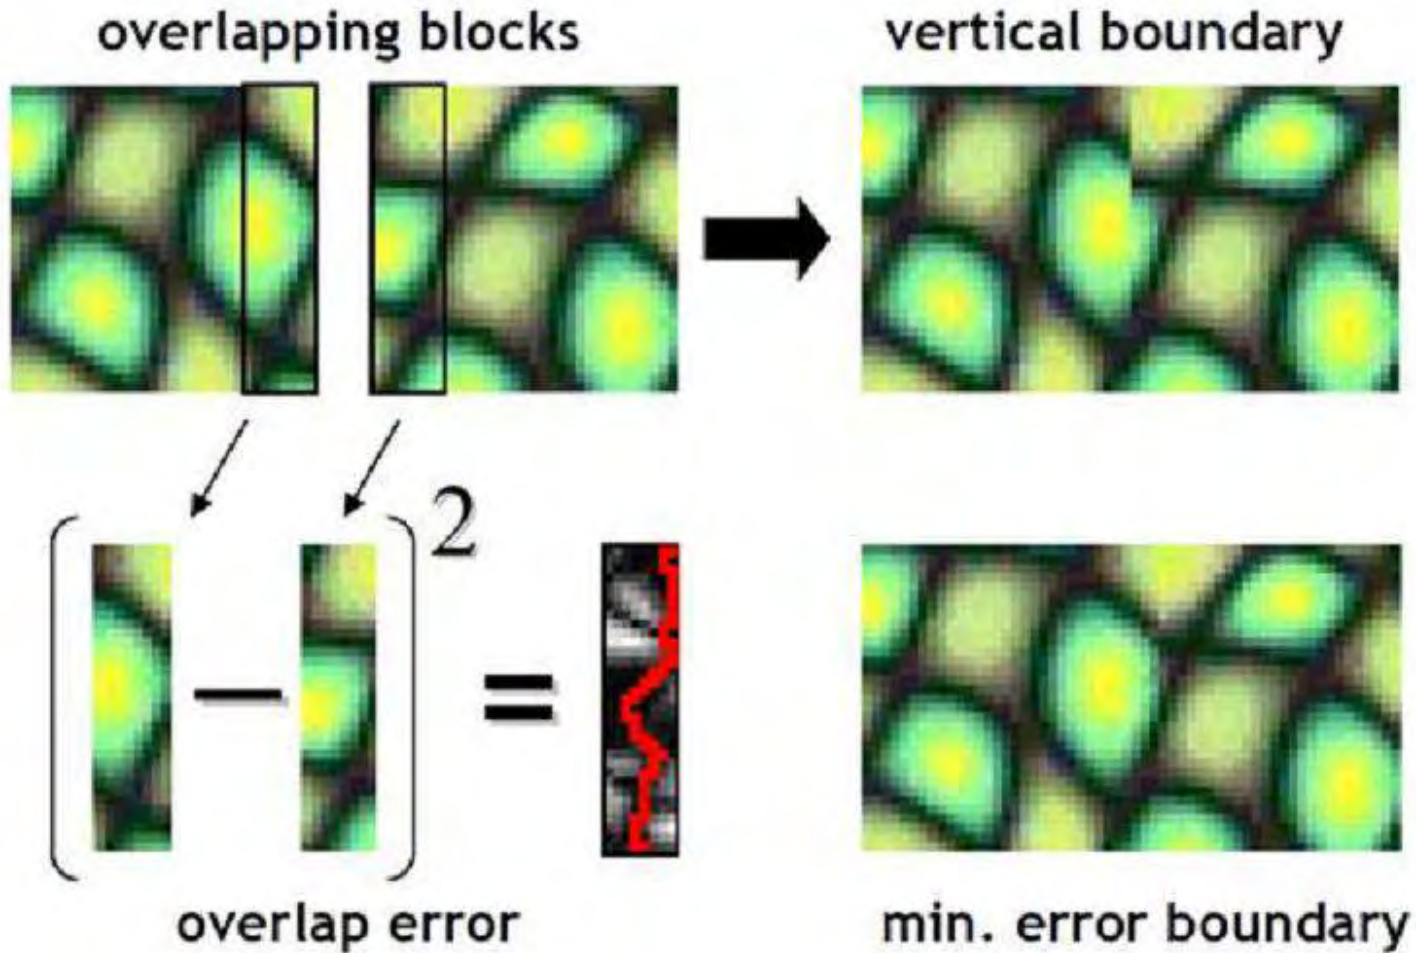 overlapping blocks
vertical boundary
2
overlap error
min. error boundary